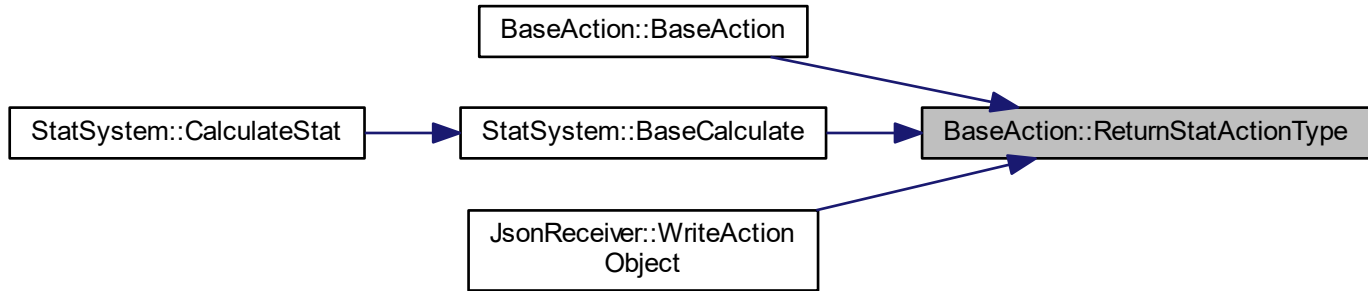 BaseAction::BaseAction
StatSystem::CalculateStat
StatSystem::BaseCalculate
BaseAction::ReturnStatActionType
JsonReceiver::WriteAction
Object